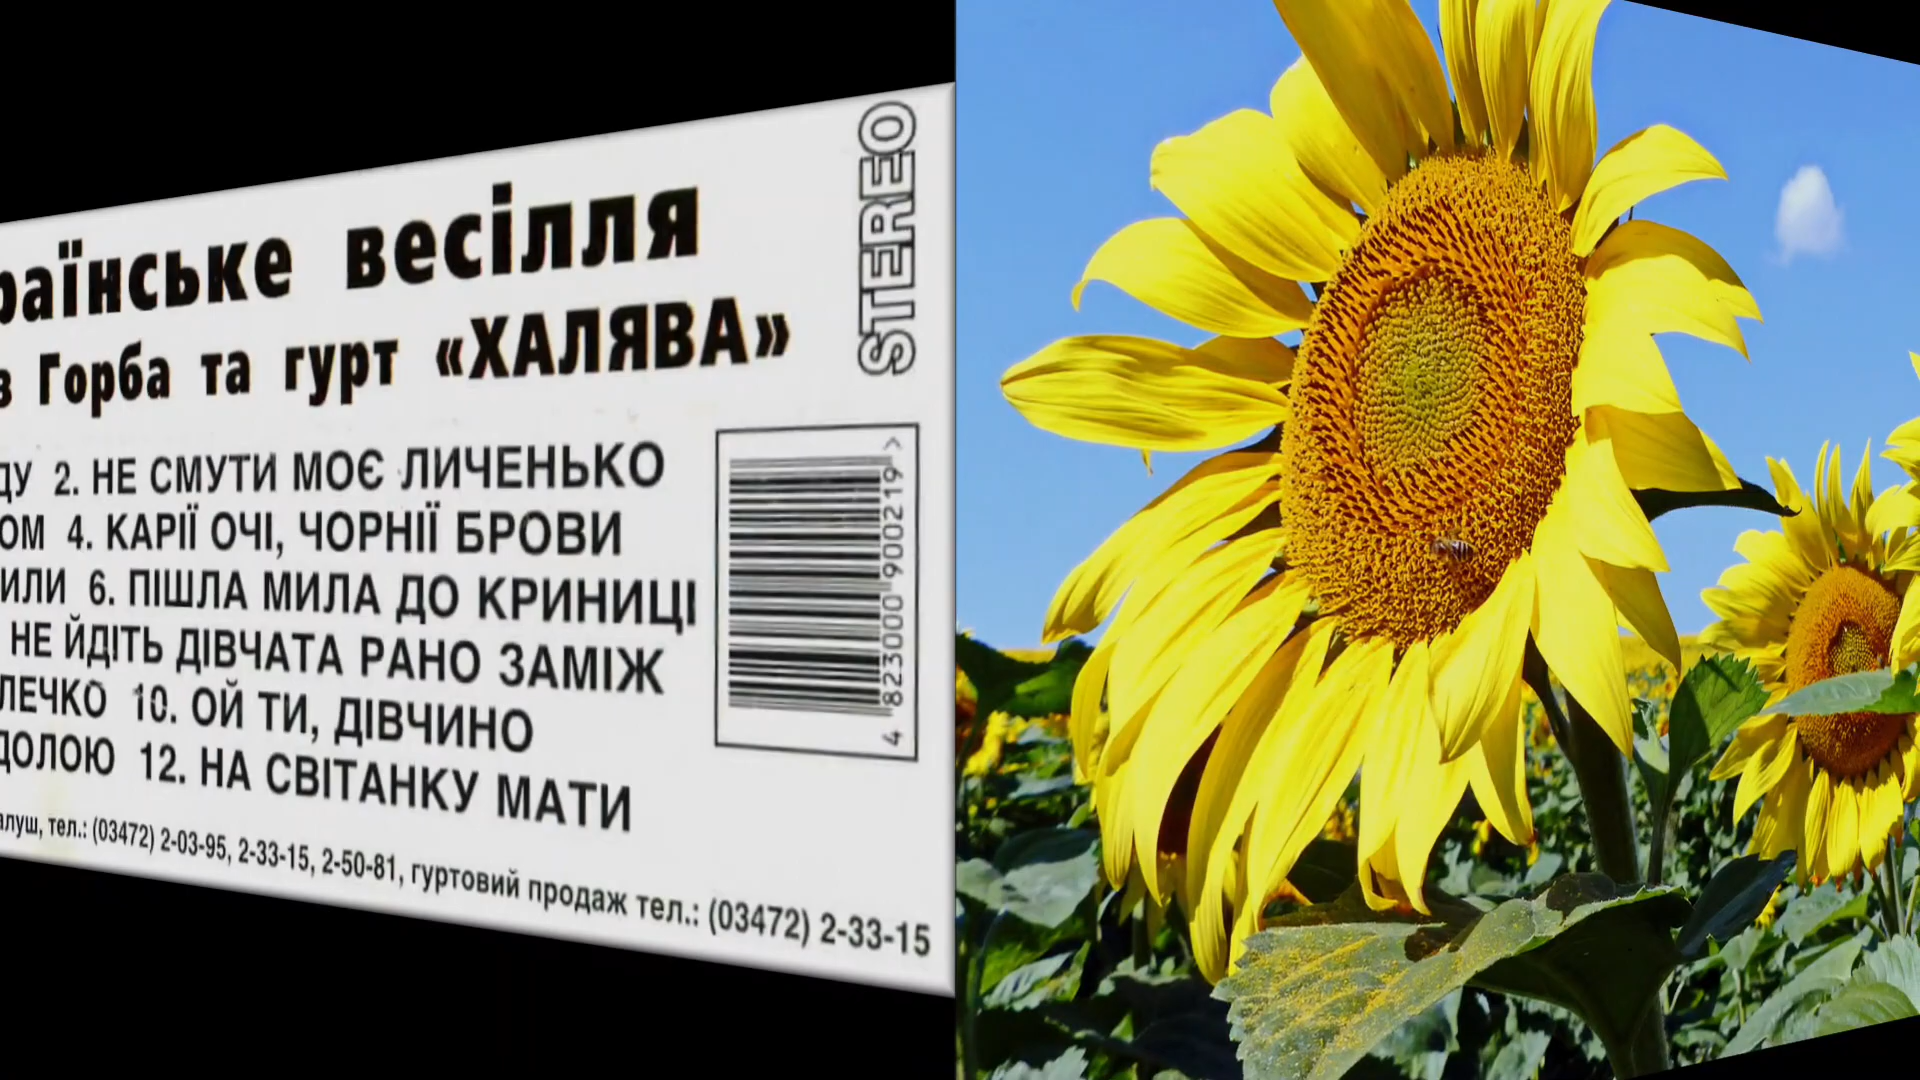 раїнське весілля
в Горба та гурт «ХАЛЯВА»
STEREO
ДУ 2. НЕ СМУТИ МОЄ ЛИЧЕНЬКО
ОМ 4. КАРІЇ ОЧІ, ЧОРНІЇ БРОВИ
ИЛИ 6. ПІШЛА МИЛА ДО КРИНИЦІ
НЕ ЙДІТЬ ДІВЧАТА РАНО ЗАМІЖ
ЛЕЧКО 10. ОЙ ТИ, ДІВЧИНО
ДОЛОЮ 12. НА СВІТАНКУ МАТИ
4 823000 900219 >
алуш, тел.: (03472) 2-03-95, 2-33-15, 2-50-81, гуртовий продаж тел.: (03472) 2-33-15